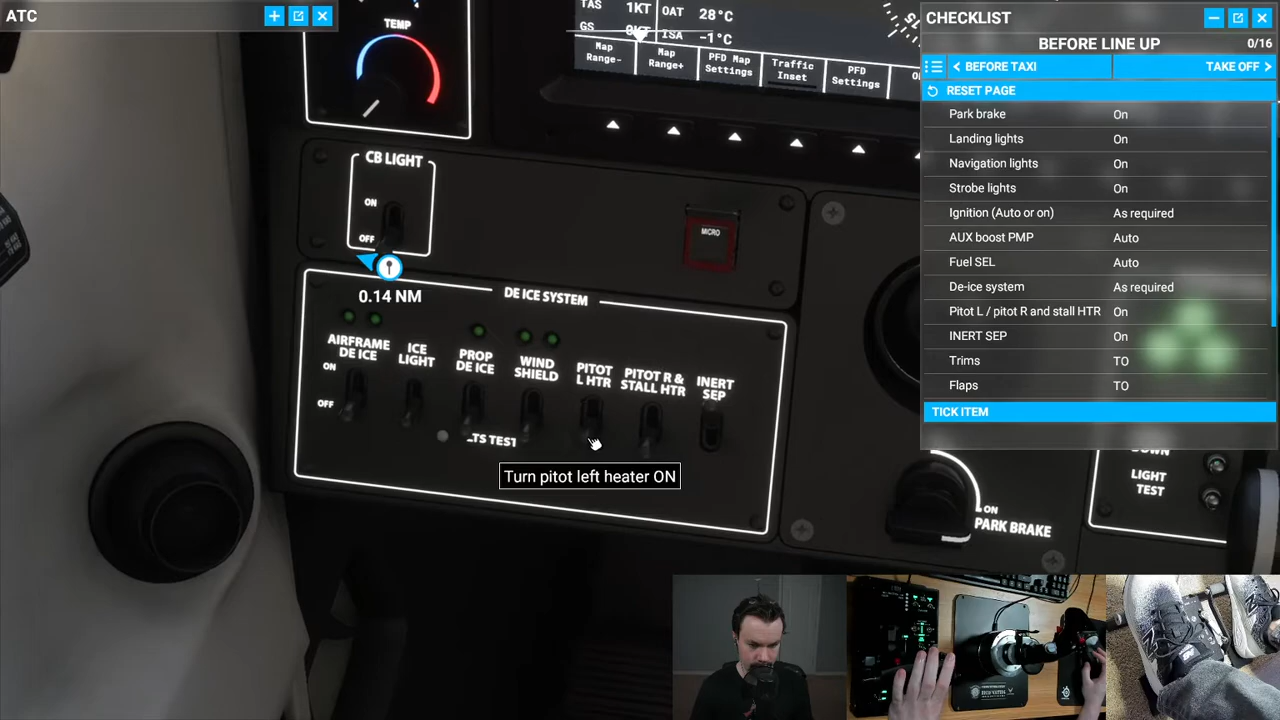 ATC
TEMP
TAS 1KT
OAT 28°C
GS 0KT
ISA -1°C
Map Range-
Map Range+
PFD Map Settings
Traffic Inset
PFD Settings
CB LIGHT
ON
OFF
MICRO
0.14 NM
DE ICE SYSTEM
AIRFRAME DE ICE
ICE LIGHT
PROP DE ICE
WIND SHIELD
PITOT L HTR
PITOT R & STALL HTR
INERT SEP
ON
OFF
LTS TEST
Turn pitot left heater ON
ON
PARK BRAKE
DOWN
LIGHT TEST
CHECKLIST
BEFORE LINE UP 0/16
< BEFORE TAXI
TAKE OFF >
RESET PAGE
Park brake On
Landing lights On
Navigation lights On
Strobe lights On
Ignition (Auto or on) As required
AUX boost PMP Auto
Fuel SEL Auto
De-ice system As required
Pitot L / pitot R and stall HTR On
INERT SEP On
Trims TO
Flaps TO
TICK ITEM